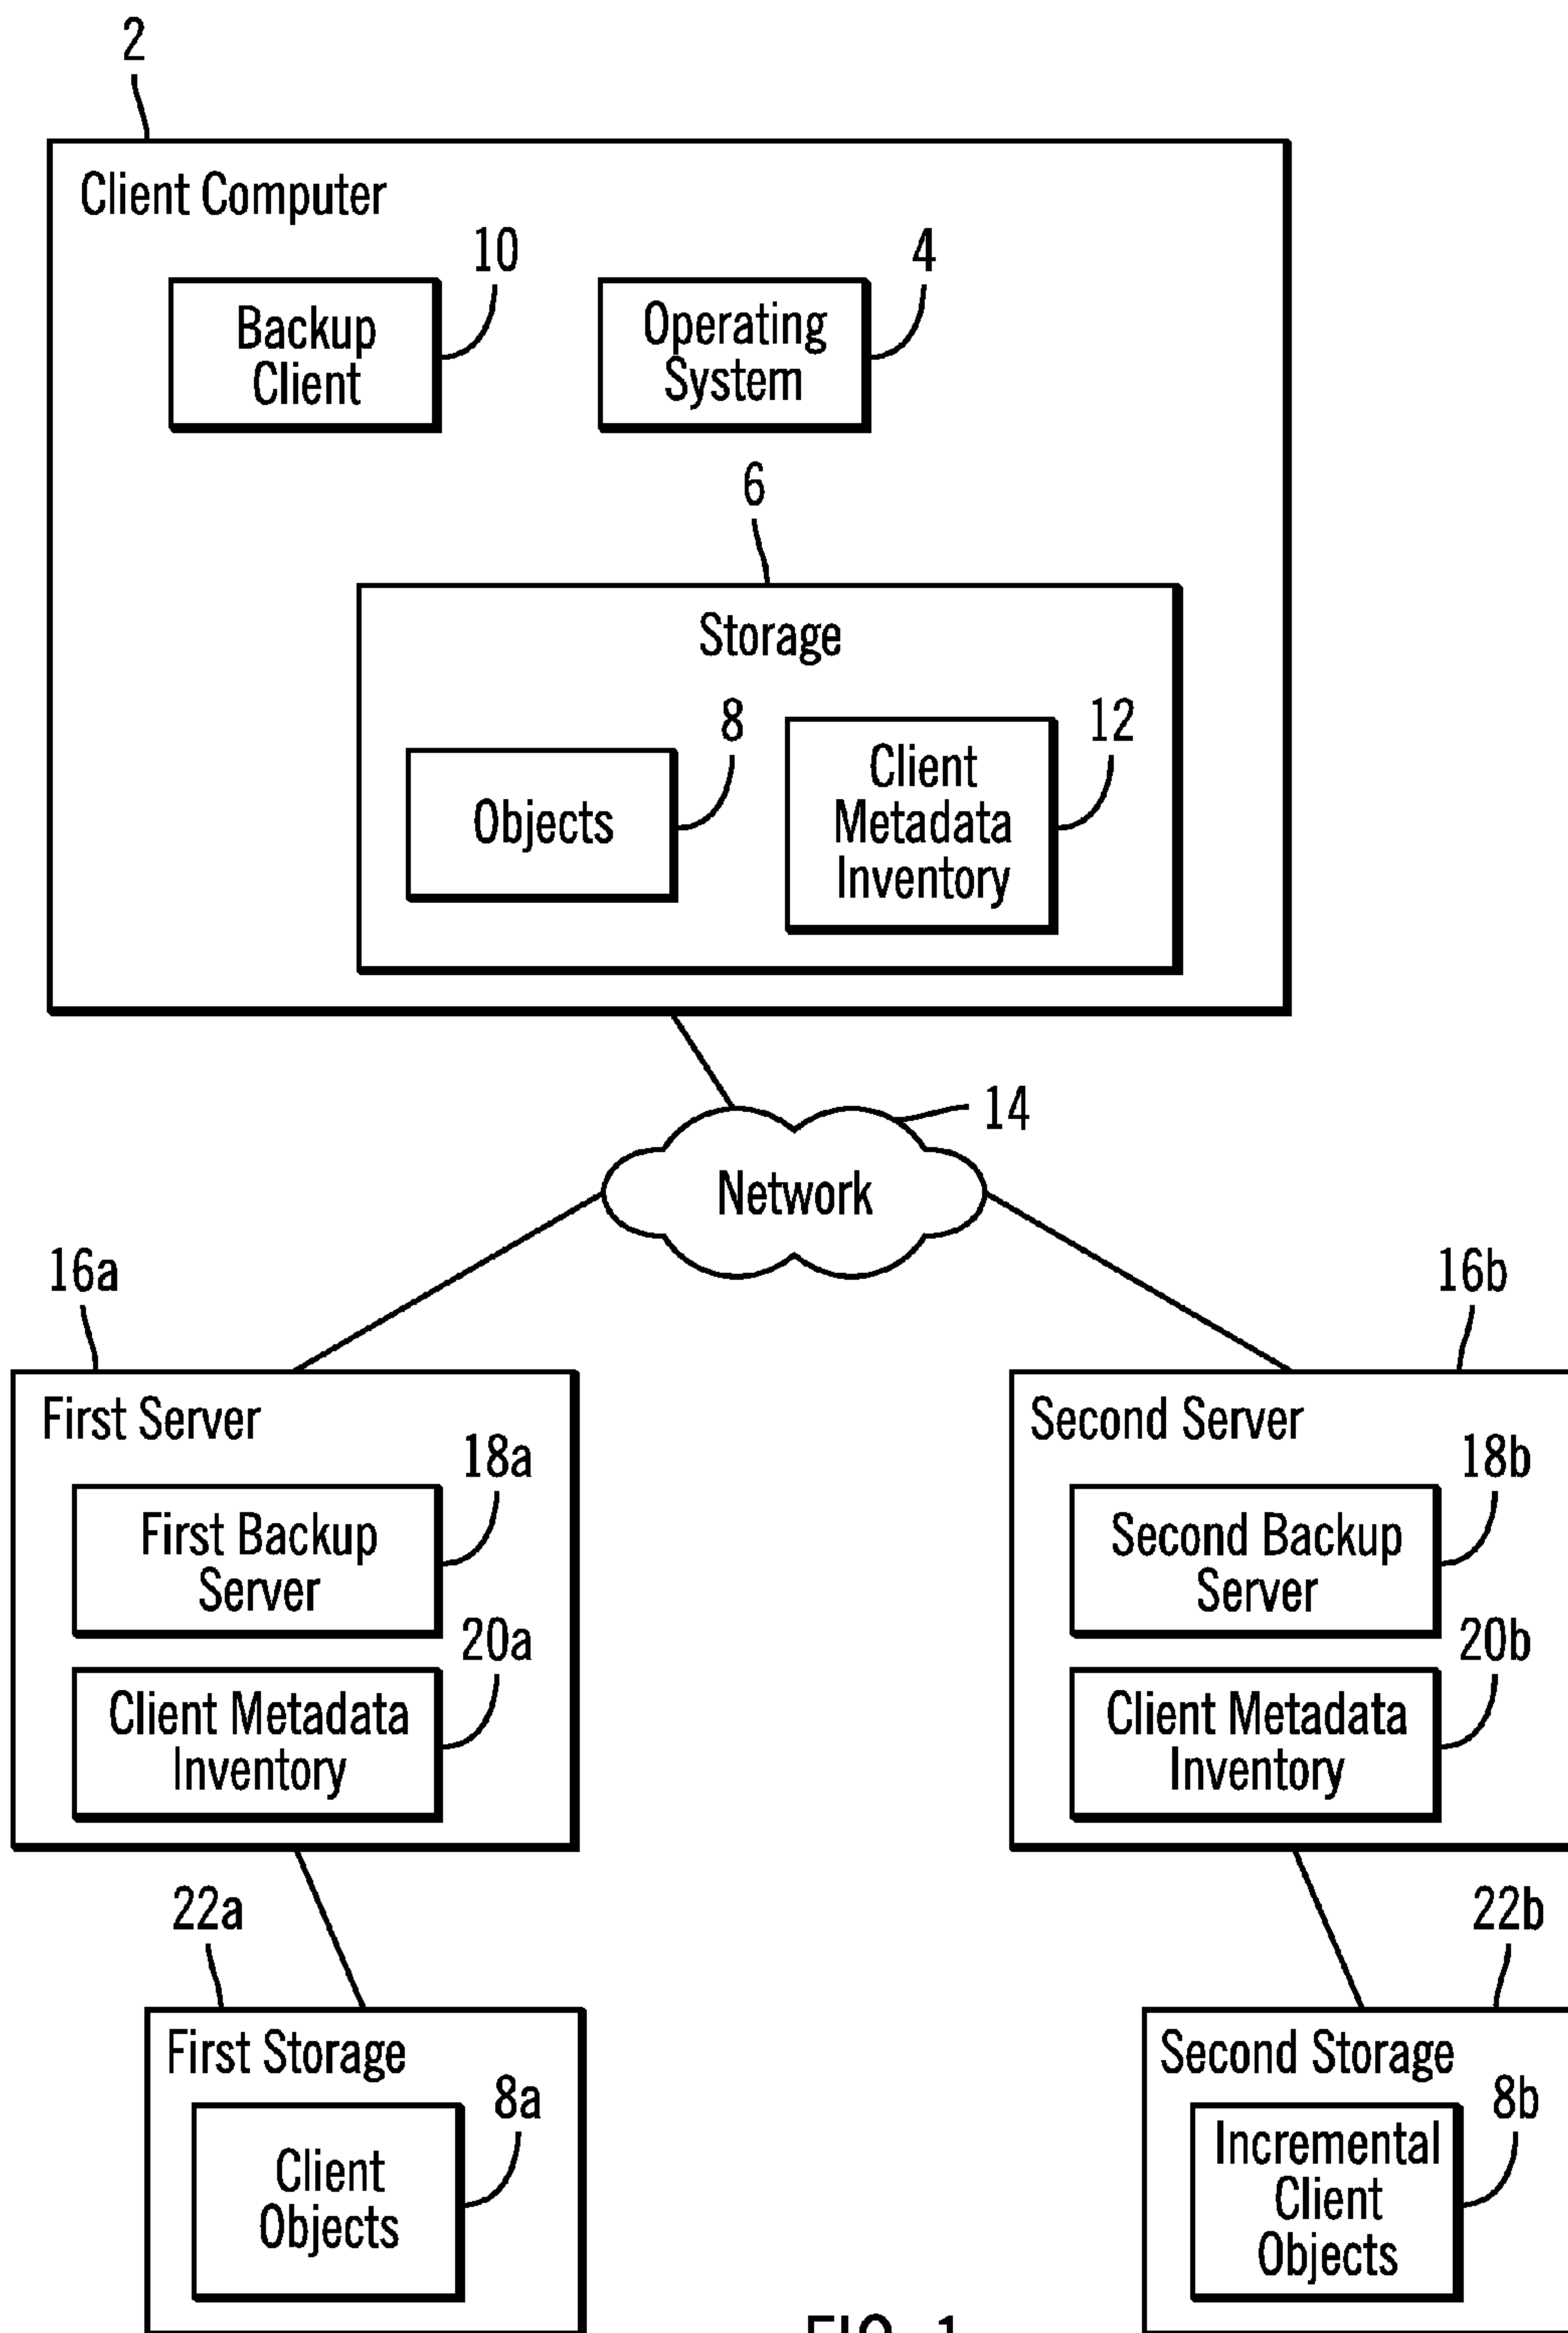 2
Client Computer
10
4
Backup
Client
Operating
System
6
Storage
8
12
Objects
Client
Metadata
Inventory
14
Network
16a
16b
First Server
18a
First Backup
Server
20a
Client Metadata
Inventory
Second Server
18b
Second Backup
Server
20b
Client Metadata
Inventory
22a
22b
First Storage
8a
Client
Objects
Second Storage
8b
Incremental
Client
Objects
FIG. 1